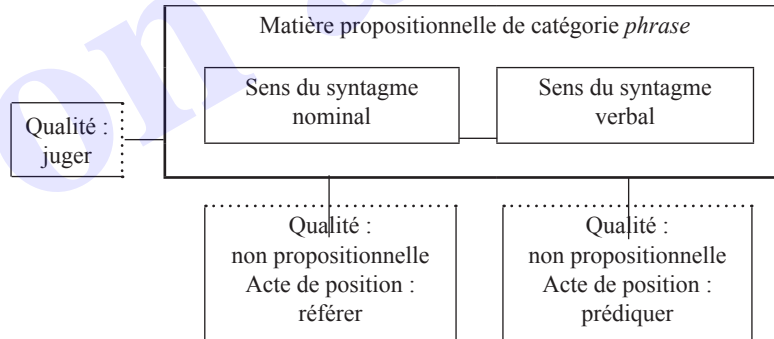 Matière propositionnelle de catégorie phrase
Sens du syntagme
nominal
Sens du syntagme
verbal
Qualité :
juger
Qualité :
non propositionnelle
Acte de position :
référer
Qualité :
non propositionnelle
Acte de position :
prédiquer